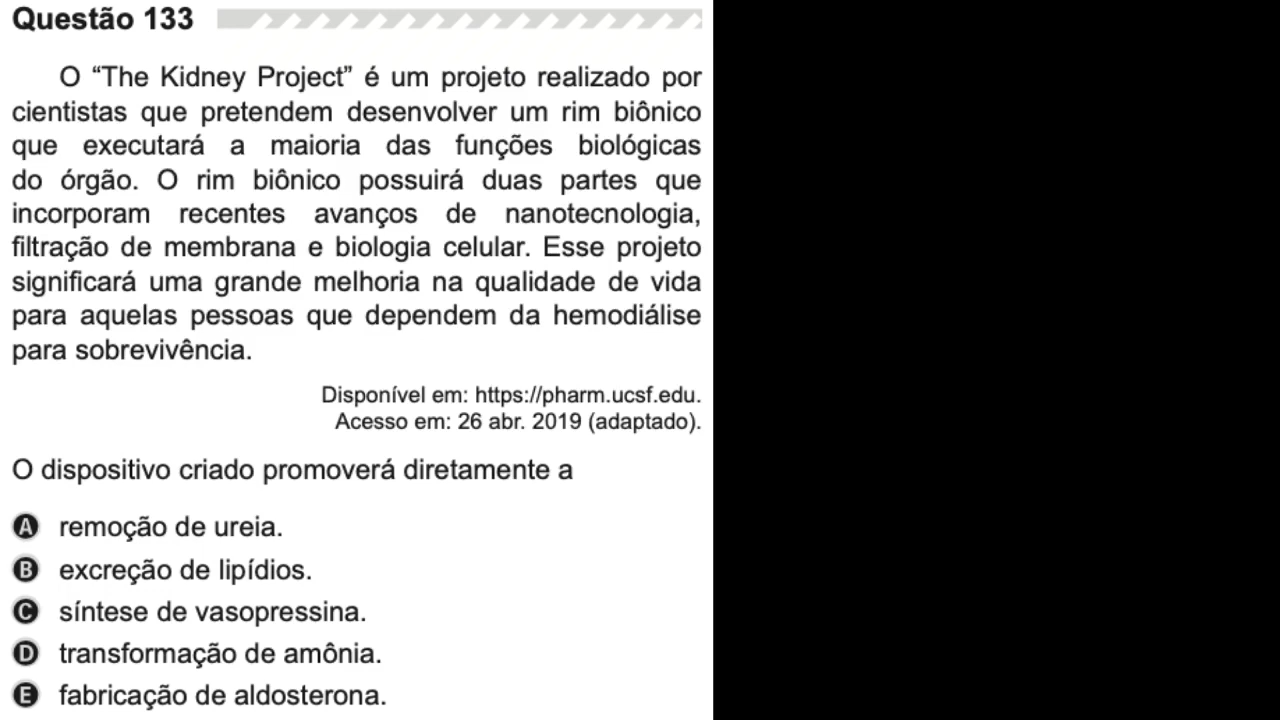 Questão 133
O “The Kidney Project” é um projeto realizado por
cientistas que pretendem desenvolver um rim biônico
que executará a maioria das funções biológicas
do órgão. O rim biônico possuirá duas partes que
incorporam recentes avanços de nanotecnologia,
filtração de membrana e biologia celular. Esse projeto
significará uma grande melhoria na qualidade de vida
para aquelas pessoas que dependem da hemodiálise
para sobrevivência.
Disponível em: https://pharm.ucsf.edu.
Acesso em: 26 abr. 2019 (adaptado).
O dispositivo criado promoverá diretamente a
A remoção de ureia.
B excreção de lipídios.
C síntese de vasopressina.
D transformação de amônia.
E fabricação de aldosterona.